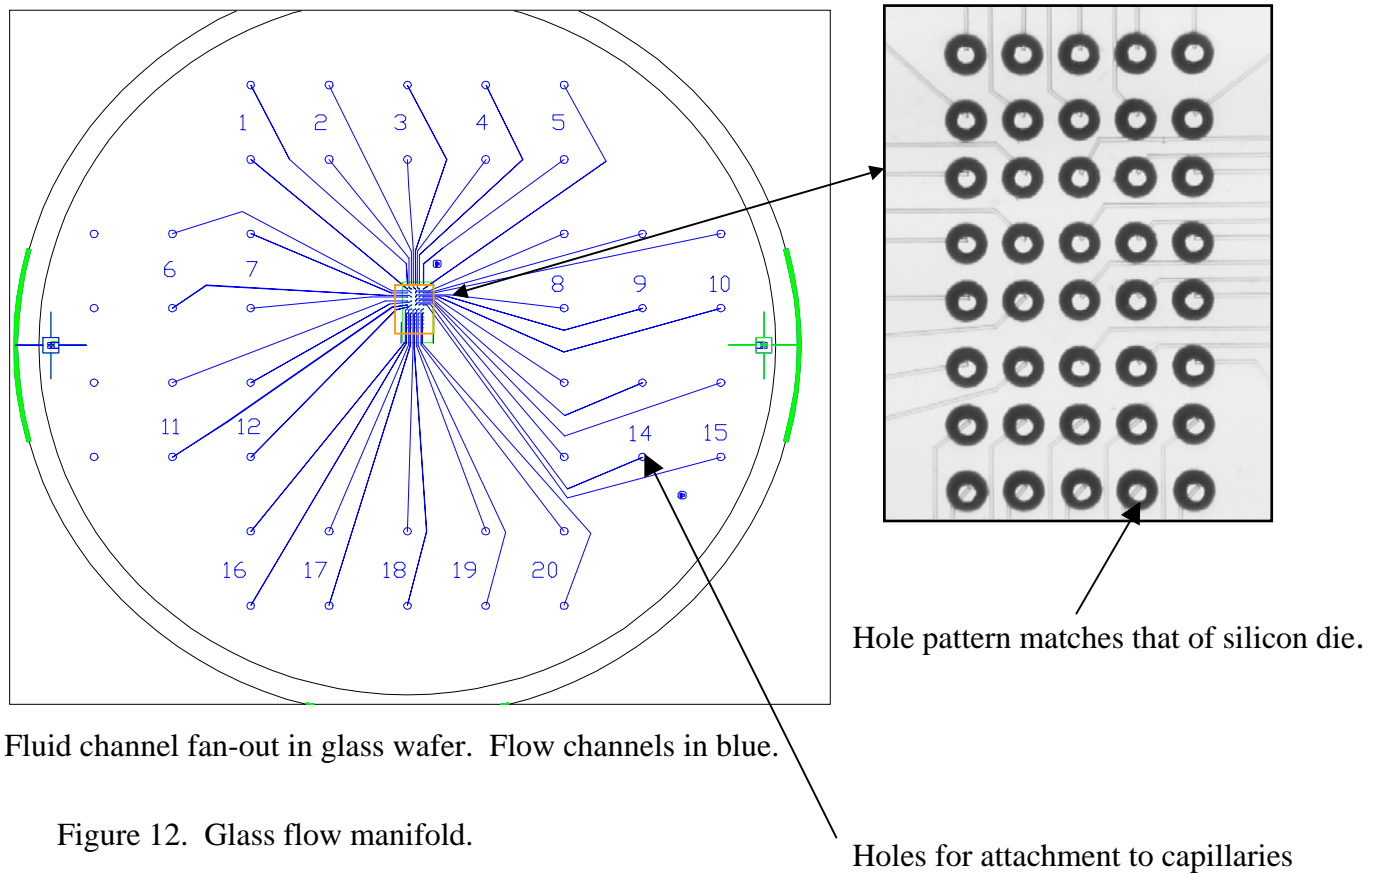 1 2 3 4 5
6 7 8 9 10
11 12 14 15
16 17 18 19 20
Hole pattern matches that of silicon die.
Fluid channel fan-out in glass wafer. Flow channels in blue.
Figure 12. Glass flow manifold.
Holes for attachment to capillaries